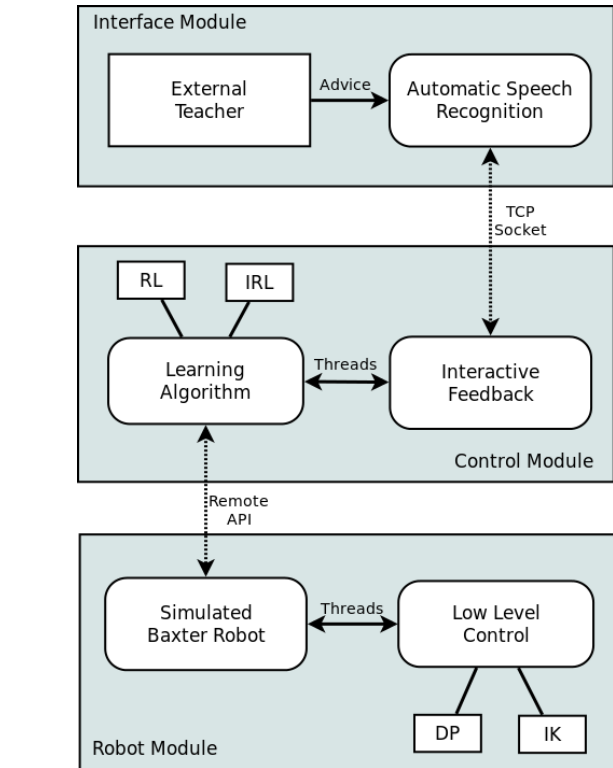 Interface Module
External
Teacher
Advice
Automatic Speech
Recognition
TCP
Socket
RL
IRL
Learning
Algorithm
Threads
Interactive
Feedback
Control Module
Remote
API
Simulated
Baxter Robot
Threads
Low Level
Control
DP
IK
Robot Module